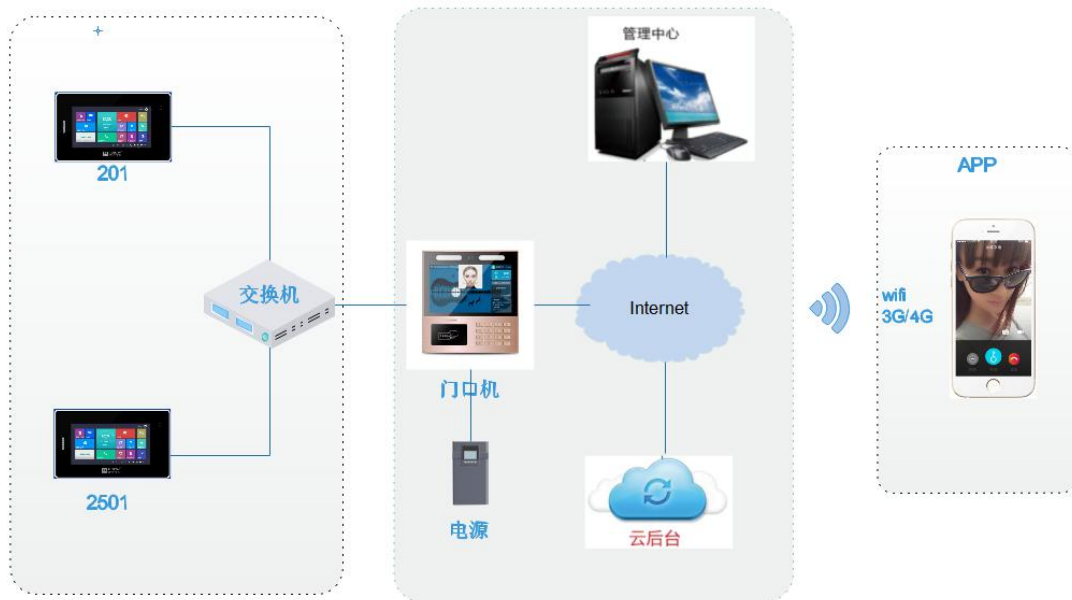 管理中心
201
APP
交换机
Internet
wifi
3G/4G
门口机
2501
电源
云后台